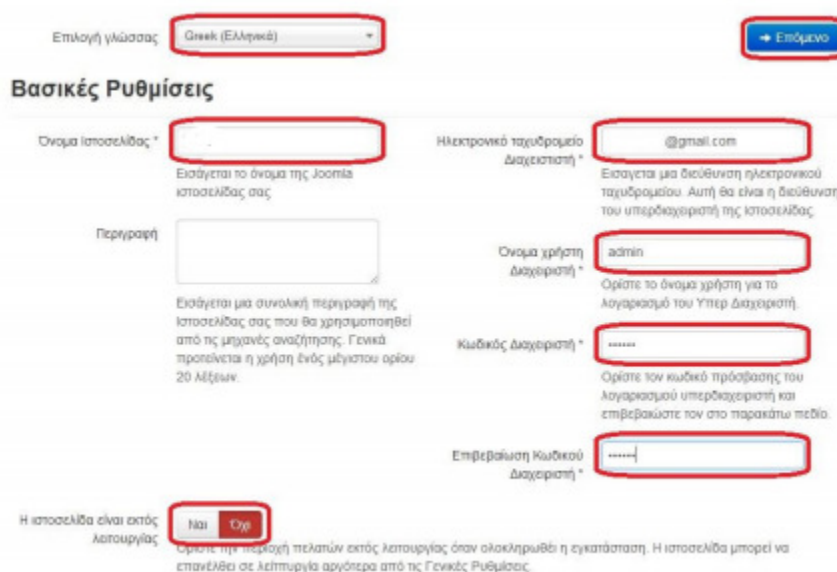 Επιλογή γλώσσας
Greek (Ελληνικά)
Επόμενο
Βασικές Ρυθμίσεις
Όνομα Ιστοσελίδας *
Εισάγεται το όνομα της Joomla
ιστοσελίδας σας
Περιγραφή
Εισάγεται μια συνολική περιγραφή της
Ιστοσελίδας σας που θα χρησιμοποιηθεί
από τις μηχανές αναζήτησης. Γενικά
προτείνεται η χρήση ένός μέγιστου ορίου
20 λέξεων.
Ηλεκτρονικό ταχυδρομείο
Διαχειστιστή *
@gmail.com
Εισαγεται μια διεύθυνση ηλεκτρονικού
ταχυδρομείου. Αυτή θα είναι η διεύθυνση
του υπερδιαχειριστή της Ιστοσελίδας.
Όνομα χρήστη
Διαχειριστή *
admin
Ορίστε το όνομα χρήστη για το
λογαριασμό του Υπερ Διαχειριστή.
Κωδικός Διαχειριστή *
••••••
Ορίστε τον κωδικό πρόσβασης του
λογαριασμού υπερδιαχειριστή και
επιβεβαιώστε τον στο παρακάτω πεδίο.
Επιβεβαίωση Κωδικού
Διαχειριστή *
••••••
Η ιστοσελίδα είναι εκτός
λειτουργίας
Ναι
Όχι
Ορίστε την περιοχή πελατών εκτός λειτουργίας όταν ολοκληρωθεί η εγκατάσταση. Η ιστοσελίδα μπορεί να
επανέλθει σε λείτπυργία αργότερα από τις Γενικές Ρυθμίσεις.